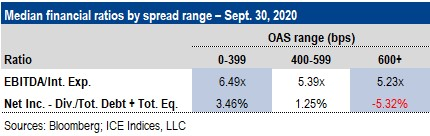 Median financial ratios by spread range – Sept. 30, 2020
OAS range (bps)
Ratio 0-399 400-599 600+
EBITDA/Int. Exp. 6.49x 5.39x 5.23x
Net Inc. - Div./Tot. Debt + Tot. Eq. 3.46% 1.25% -5.32%
Sources: Bloomberg; ICE Indices, LLC